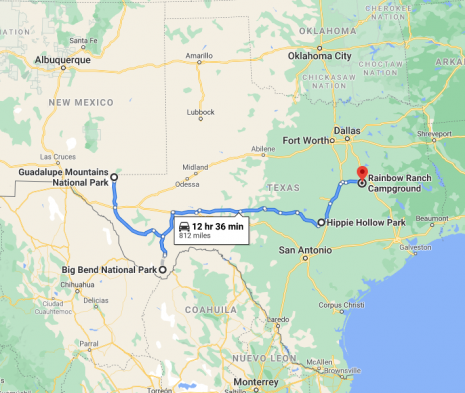 CHEROKEE
NATION
OKLAHOMA
Santa Fe
Albuquerque
Amarillo
Oklahoma City
CHICKASAW
NATION
CHOCTAW
NATION
NEW MEXICO
Lubbock
Dallas
Fort Worth
Shreveport
Abilene
Las Cruces
Midland
Odessa
Guadalupe Mountains
National Park
Rainbow Ranch
Campground
TEXAS
12 hr 36 min
812 miles
Hippie Hollow Park
Beaumont
San Antonio
Galveston
Big Bend National Park
Chihuahua
Ciudad
Cuauhtémoc
Delicias
COAHUILA
Corpus Christi
Laredo
Parral
NUEVO LEON
McAllen
Brownsville
Monterrey
Torreón
Saltillo